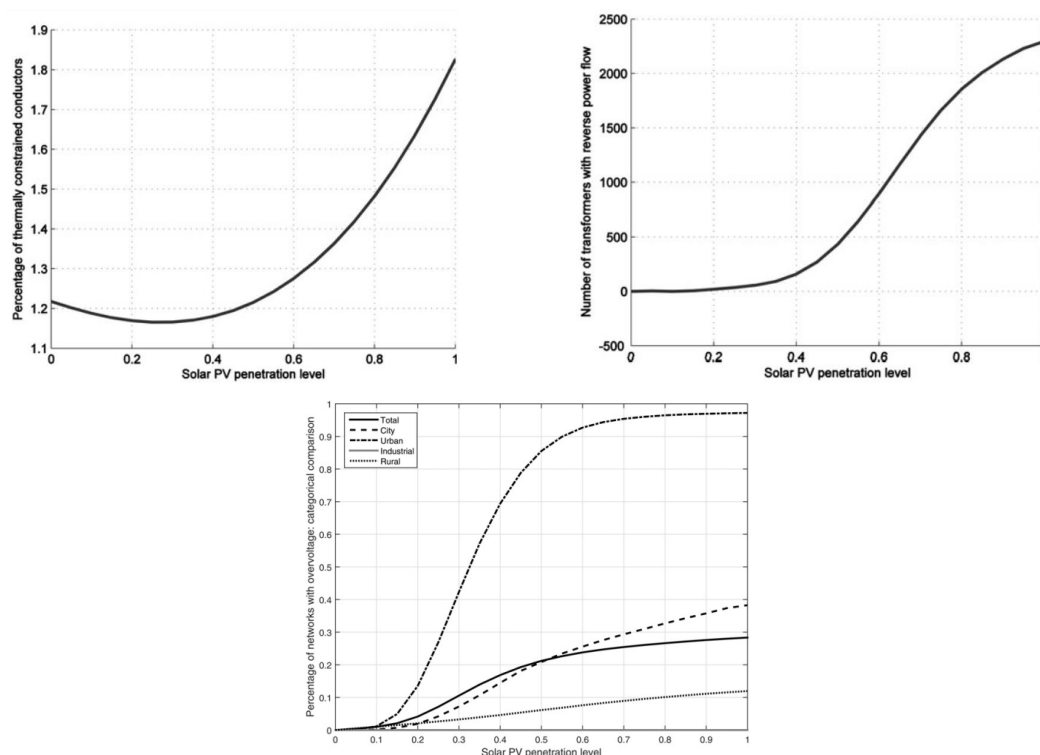 Percentage of thermally constrained conductors
1.9
1.8
1.7
1.6
1.5
1.4
1.3
1.2
1.1
0 0.2 0.4 0.6 0.8 1
Solar PV penetration level
Number of transformers with reverse power flow
2500
2000
1500
1000
500
0
-500
0 0.2 0.4 0.6 0.8
Solar PV penetration level
Percentage of networks with overvoltage: categorical comparison
1
0.9
0.8
0.7
0.6
0.5
0.4
0.3
0.2
0.1
0
Total
City
Urban
Industrial
Rural
0 0.1 0.2 0.3 0.4 0.5 0.6 0.7 0.8 0.9 1
Solar PV penetration level